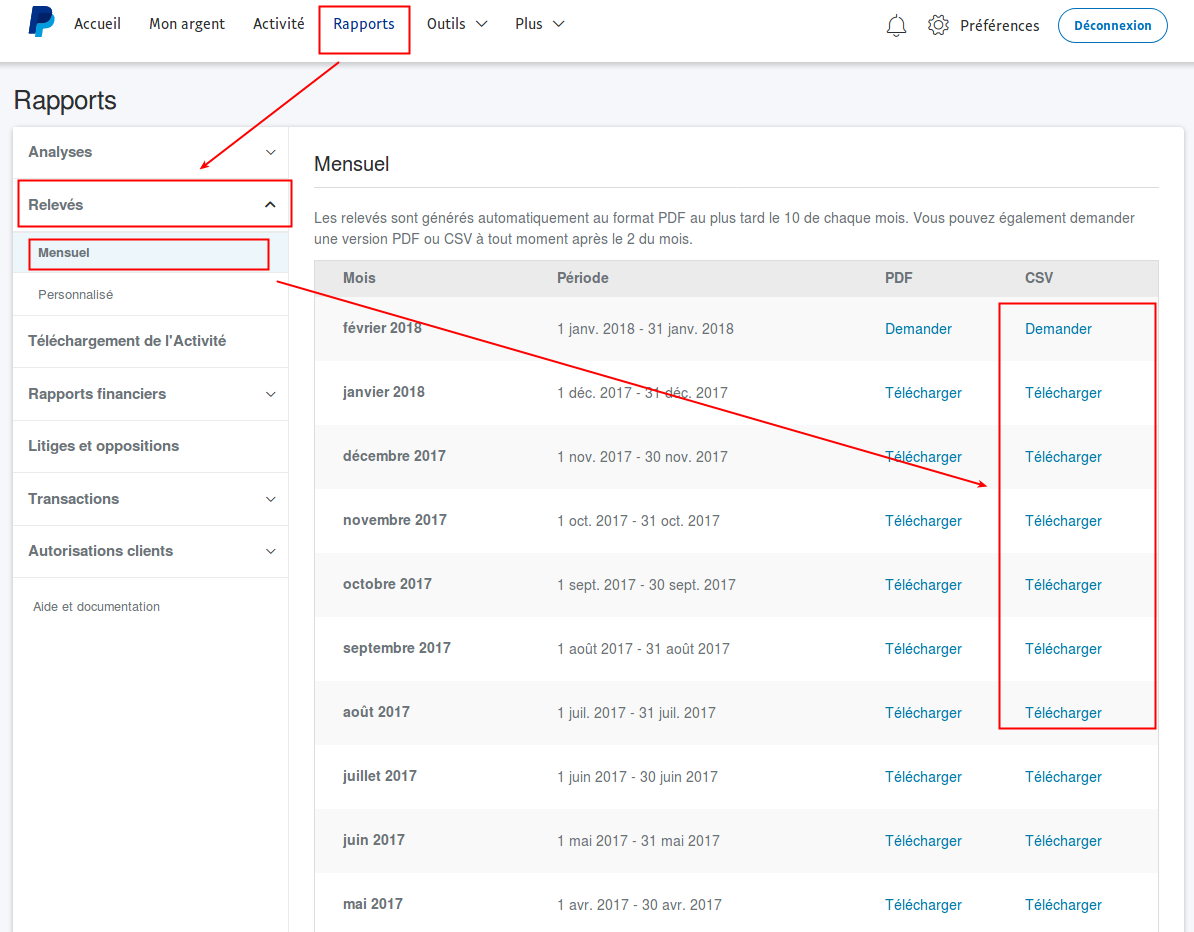 Accueil Mon argent Activité Rapports Outils Plus Préférences Déconnexion
Rapports
Analyses
Relevés
Mensuel
Personnalisé
Téléchargement de l'Activité
Rapports financiers
Litiges et oppositions
Transactions
Autorisations clients
Aide et documentation
Mensuel
Les relevés sont générés automatiquement au format PDF au plus tard le 10 de chaque mois. Vous pouvez également demander
une version PDF ou CSV à tout moment après le 2 du mois.
Mois Période PDF CSV
février 2018 1 janv. 2018 - 31 janv. 2018 Demander Demander
janvier 2018 1 déc. 2017 - 31 déc. 2017 Télécharger Télécharger
décembre 2017 1 nov. 2017 - 30 nov. 2017 Télécharger Télécharger
novembre 2017 1 oct. 2017 - 31 oct. 2017 Télécharger Télécharger
octobre 2017 1 sept. 2017 - 30 sept. 2017 Télécharger Télécharger
septembre 2017 1 août 2017 - 31 août 2017 Télécharger Télécharger
août 2017 1 juil. 2017 - 31 juil. 2017 Télécharger Télécharger
juillet 2017 1 juin 2017 - 30 juin 2017 Télécharger Télécharger
juin 2017 1 mai 2017 - 31 mai 2017 Télécharger Télécharger
mai 2017 1 avr. 2017 - 30 avr. 2017 Télécharger Télécharger